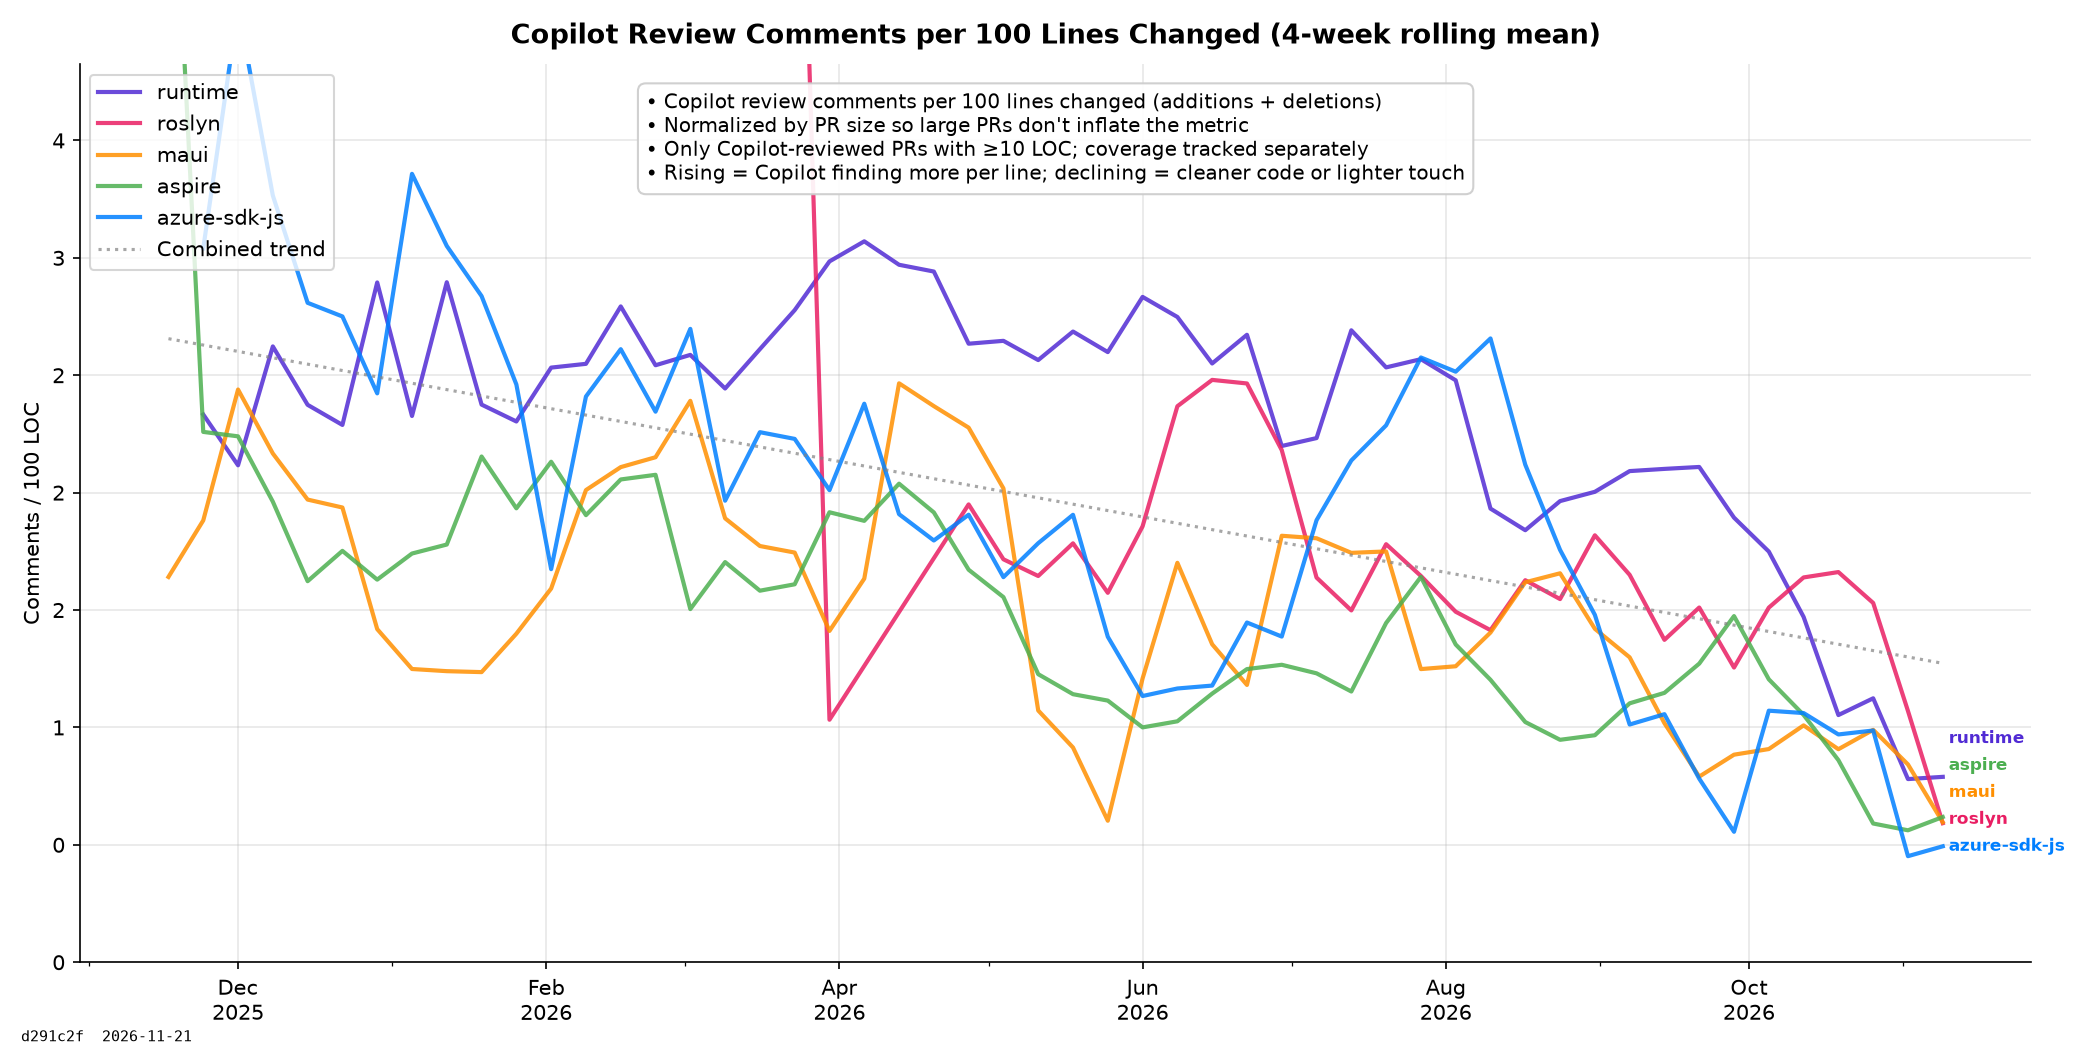 Copilot Review Comments per 100 Lines Changed (4-week rolling mean)
runtime
roslyn
maui
aspire
azure-sdk-js
Combined trend
• Copilot review comments per 100 lines changed (additions + deletions)
• Normalized by PR size so large PRs don't inflate the metric
• Only Copilot-reviewed PRs with ≥10 LOC; coverage tracked separately
• Rising = Copilot finding more per line; declining = cleaner code or lighter touch
Comments / 100 LOC
4
3
2
2
2
1
0
0
runtime
aspire
maui
roslyn
azure-sdk-js
Dec
2025
Feb
2026
Apr
2026
Jun
2026
Aug
2026
Oct
2026
d291c2f  2026-11-21